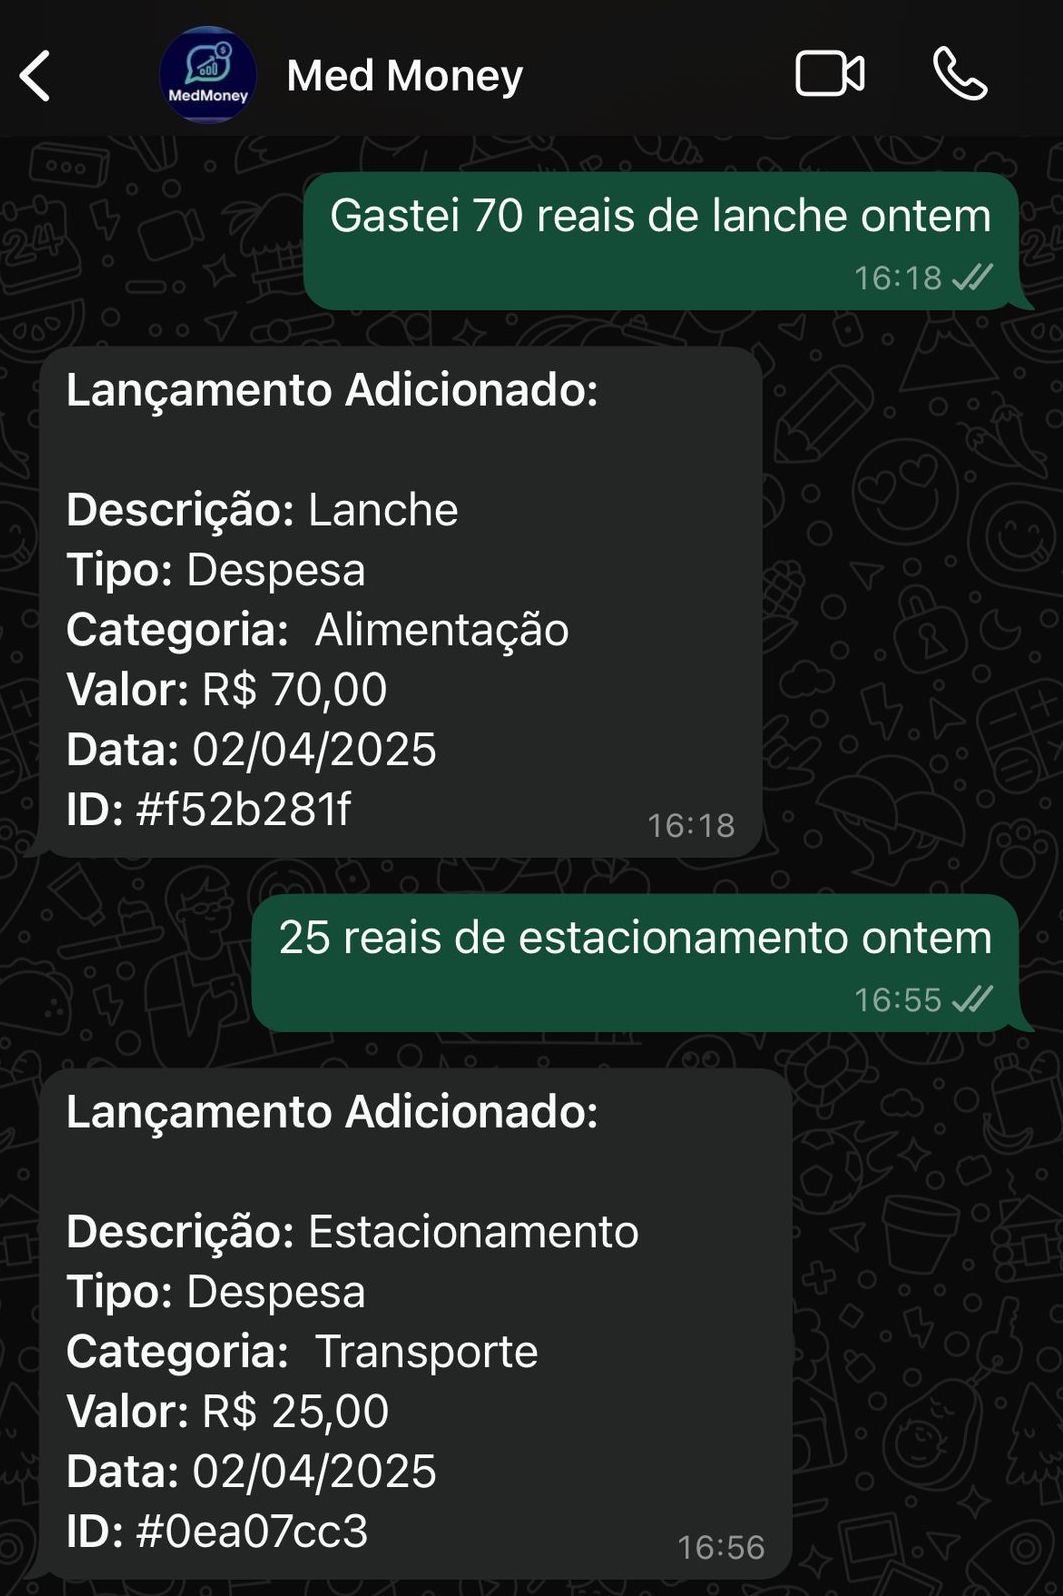 Med Money
MedMoney
Gastei 70 reais de lanche ontem
16:18
Lançamento Adicionado:
Descrição: Lanche
Tipo: Despesa
Categoria:  Alimentação
Valor: R$ 70,00
Data: 02/04/2025
ID: #f52b281f
16:18
25 reais de estacionamento ontem
16:55
Lançamento Adicionado:
Descrição: Estacionamento
Tipo: Despesa
Categoria:  Transporte
Valor: R$ 25,00
Data: 02/04/2025
ID: #0ea07cc3
16:56